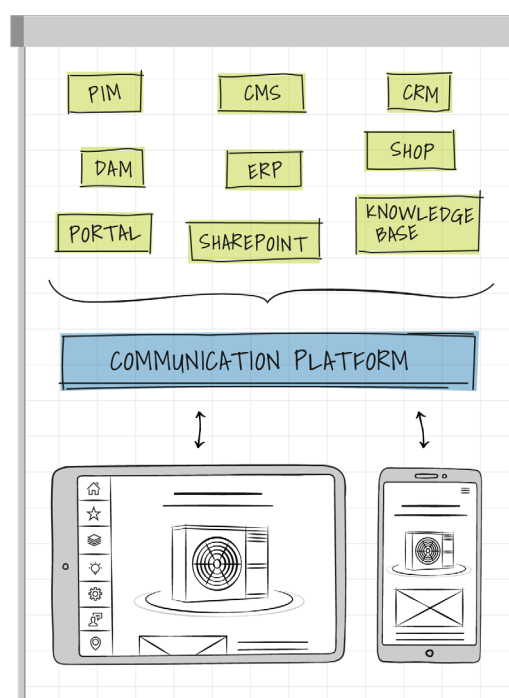 PIM
CMS
CRM
DAM
ERP
SHOP
PORTAL
SHAREPOINT
KNOWLEDGE
BASE
COMMUNICATION PLATFORM